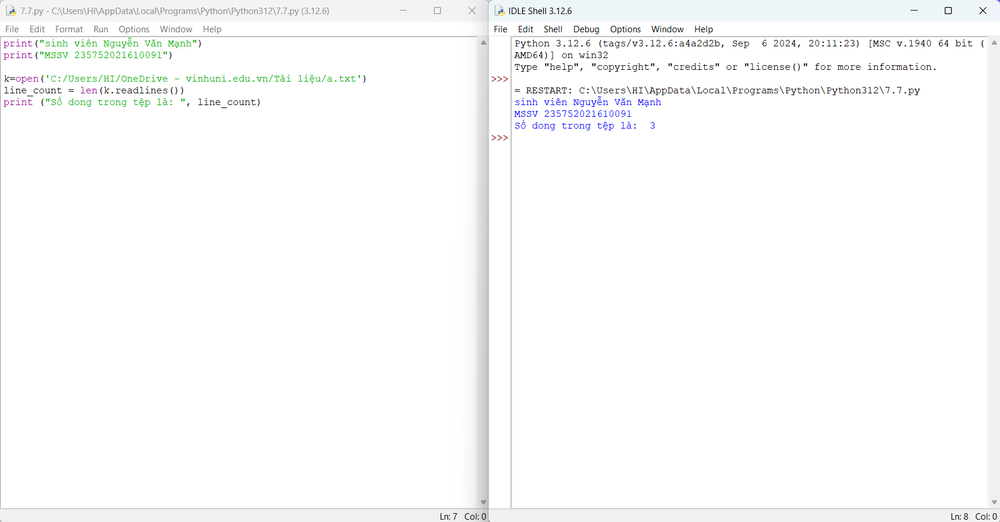 7.7.py - C:\Users\HI\AppData\Local\Programs\Python\Python312\7.7.py (3.12.6)
File Edit Format Run Options Window Help
print("sinh viên Nguyễn Văn Mạnh")
print("MSSV 235752021610091")
k=open('C:/Users/HI/OneDrive - vinhuni.edu.vn/Tài liệu/a.txt')
line_count = len(k.readlines())
print ("Số dong trong tệp là: ", line_count)
Ln: 7 Col: 0
IDLE Shell 3.12.6
File Edit Shell Debug Options Window Help
Python 3.12.6 (tags/v3.12.6:a4a2d2b, Sep  6 2024, 20:11:23) [MSC v.1940 64 bit (
AMD64)] on win32
Type "help", "copyright", "credits" or "license()" for more information.
>>>
= RESTART: C:\Users\HI\AppData\Local\Programs\Python\Python312\7.7.py
sinh viên Nguyễn Văn Mạnh
MSSV 235752021610091
Số dong trong tệp là:  3
>>>
Ln: 8 Col: 0